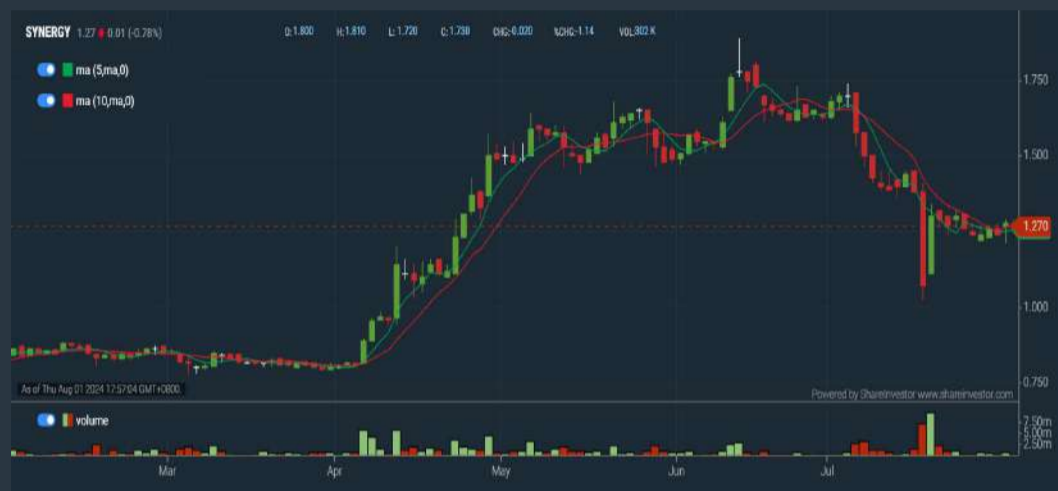 SYNERGY 1.27 0.01 (-0.78%) O: 1.800 H: 1.810 L: 1.720 C: 1.730 CHG: -0.020 %CHG: -1.14 VOL: 802 K
ma (5,ma,0)
ma (10,ma,0)
1.750
1.500
1.270
1.000
0.750
As of Thu Aug 01 2024 17:57:04 GMT+0800.
Powered by ShareInvestor www.shareinvestor.com
volume
7.50m
5.00m
2.50m
Mar Apr May Jun Jul